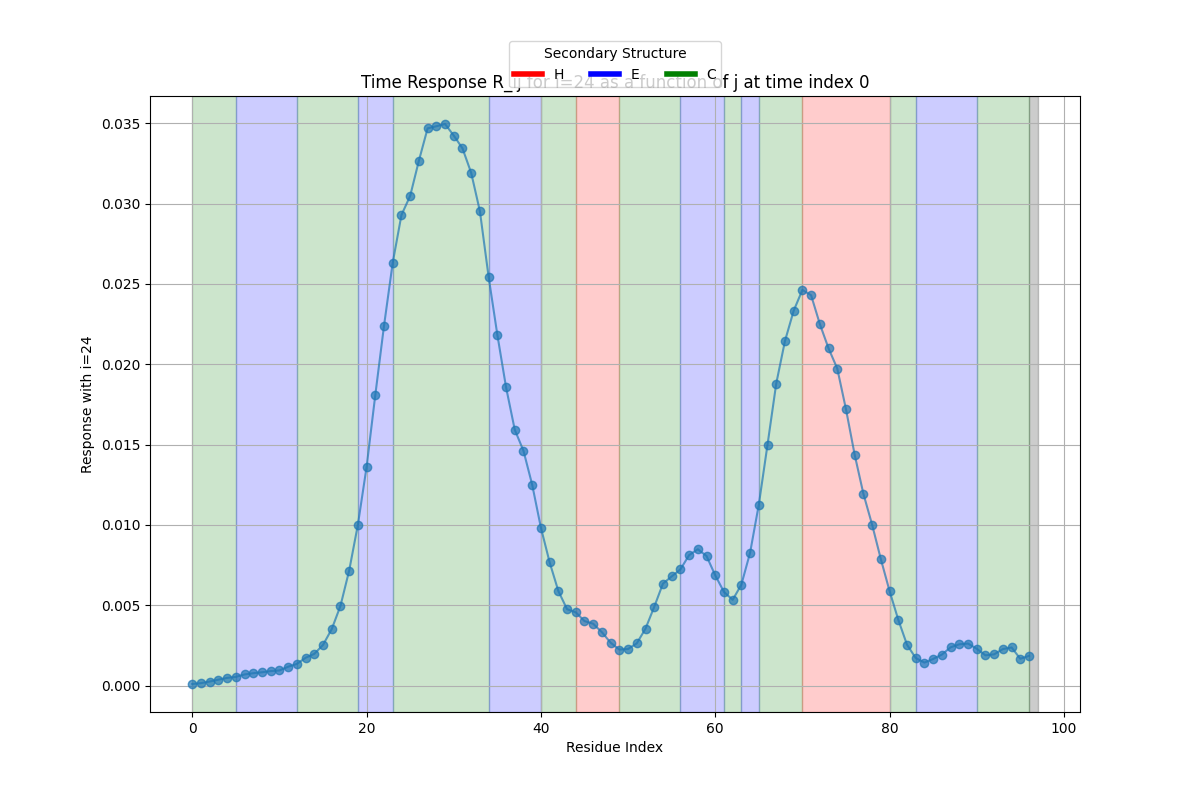 Secondary Structure
H E C
Time Response R_ij for i=24 as a function of j at time index 0
Response with i=24
0.035
0.030
0.025
0.020
0.015
0.010
0.005
0.000
0 20 40 60 80 100
Residue Index